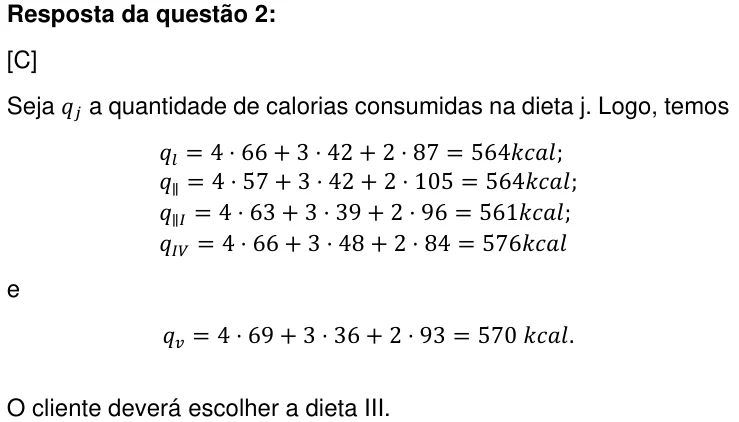 Resposta da questão 2:
[C]
Seja q_j a quantidade de calorias consumidas na dieta j. Logo, temos
q_l = 4 · 66 + 3 · 42 + 2 · 87 = 564kcal;
q_∥ = 4 · 57 + 3 · 42 + 2 · 105 = 564kcal;
q_∥I = 4 · 63 + 3 · 39 + 2 · 96 = 561kcal;
q_IV = 4 · 66 + 3 · 48 + 2 · 84 = 576kcal
e
q_v = 4 · 69 + 3 · 36 + 2 · 93 = 570 kcal.
O cliente deverá escolher a dieta III.